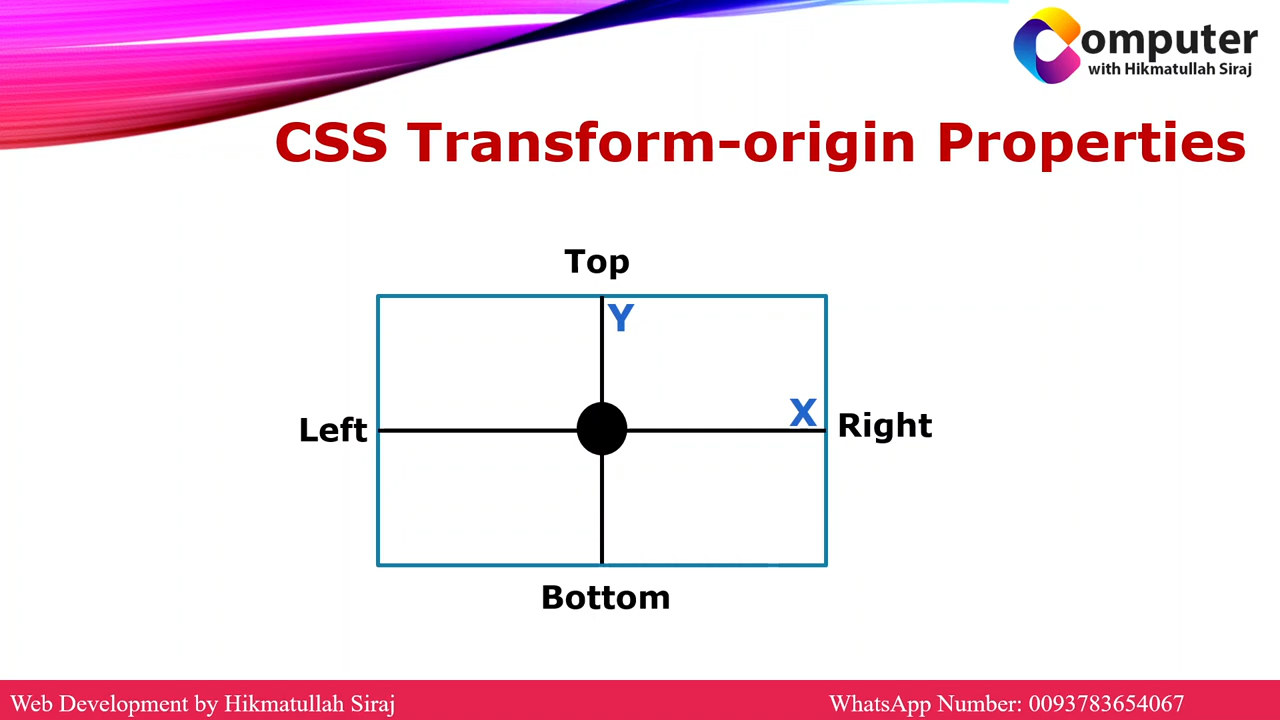 Computer
with Hikmatullah Siraj
CSS Transform-origin Properties
Top
Y
X
Left
Right
Bottom
Web Development by Hikmatullah Siraj
WhatsApp Number: 0093783654067